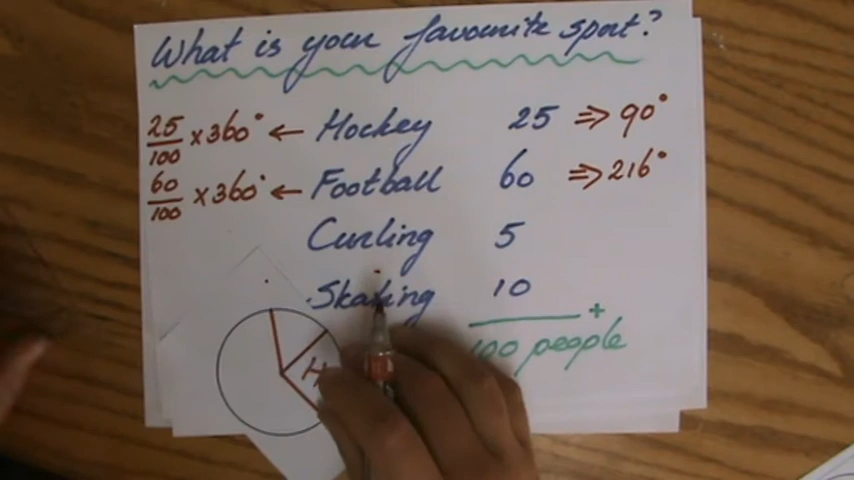 What is your favourite sport?
25/100 x 360° ← Hockey 25 ⇒ 90°
60/100 x 360° ← Football 60 ⇒ 216°
Curling 5
Skating 10
+
100 people
H